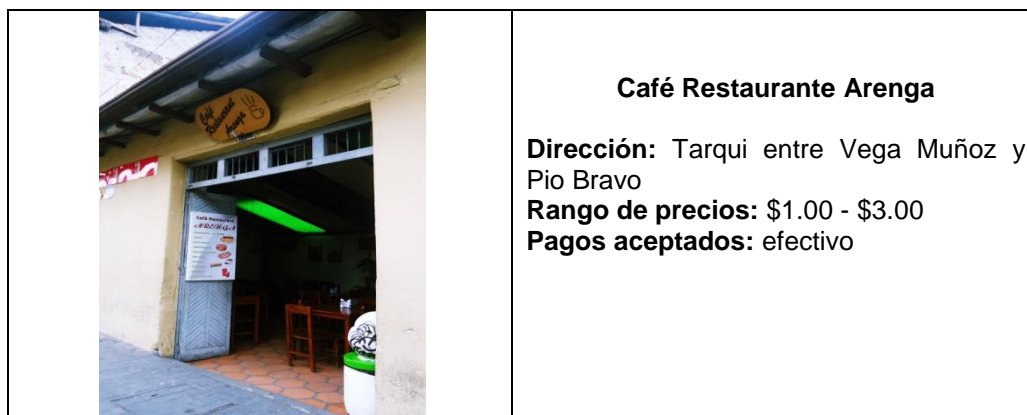 Café
Restaurant
Arenga
Café Restaurant
ARENGA
Café Restaurante Arenga
Dirección: Tarqui entre Vega Muñoz y
Pio Bravo
Rango de precios: $1.00 - $3.00
Pagos aceptados: efectivo